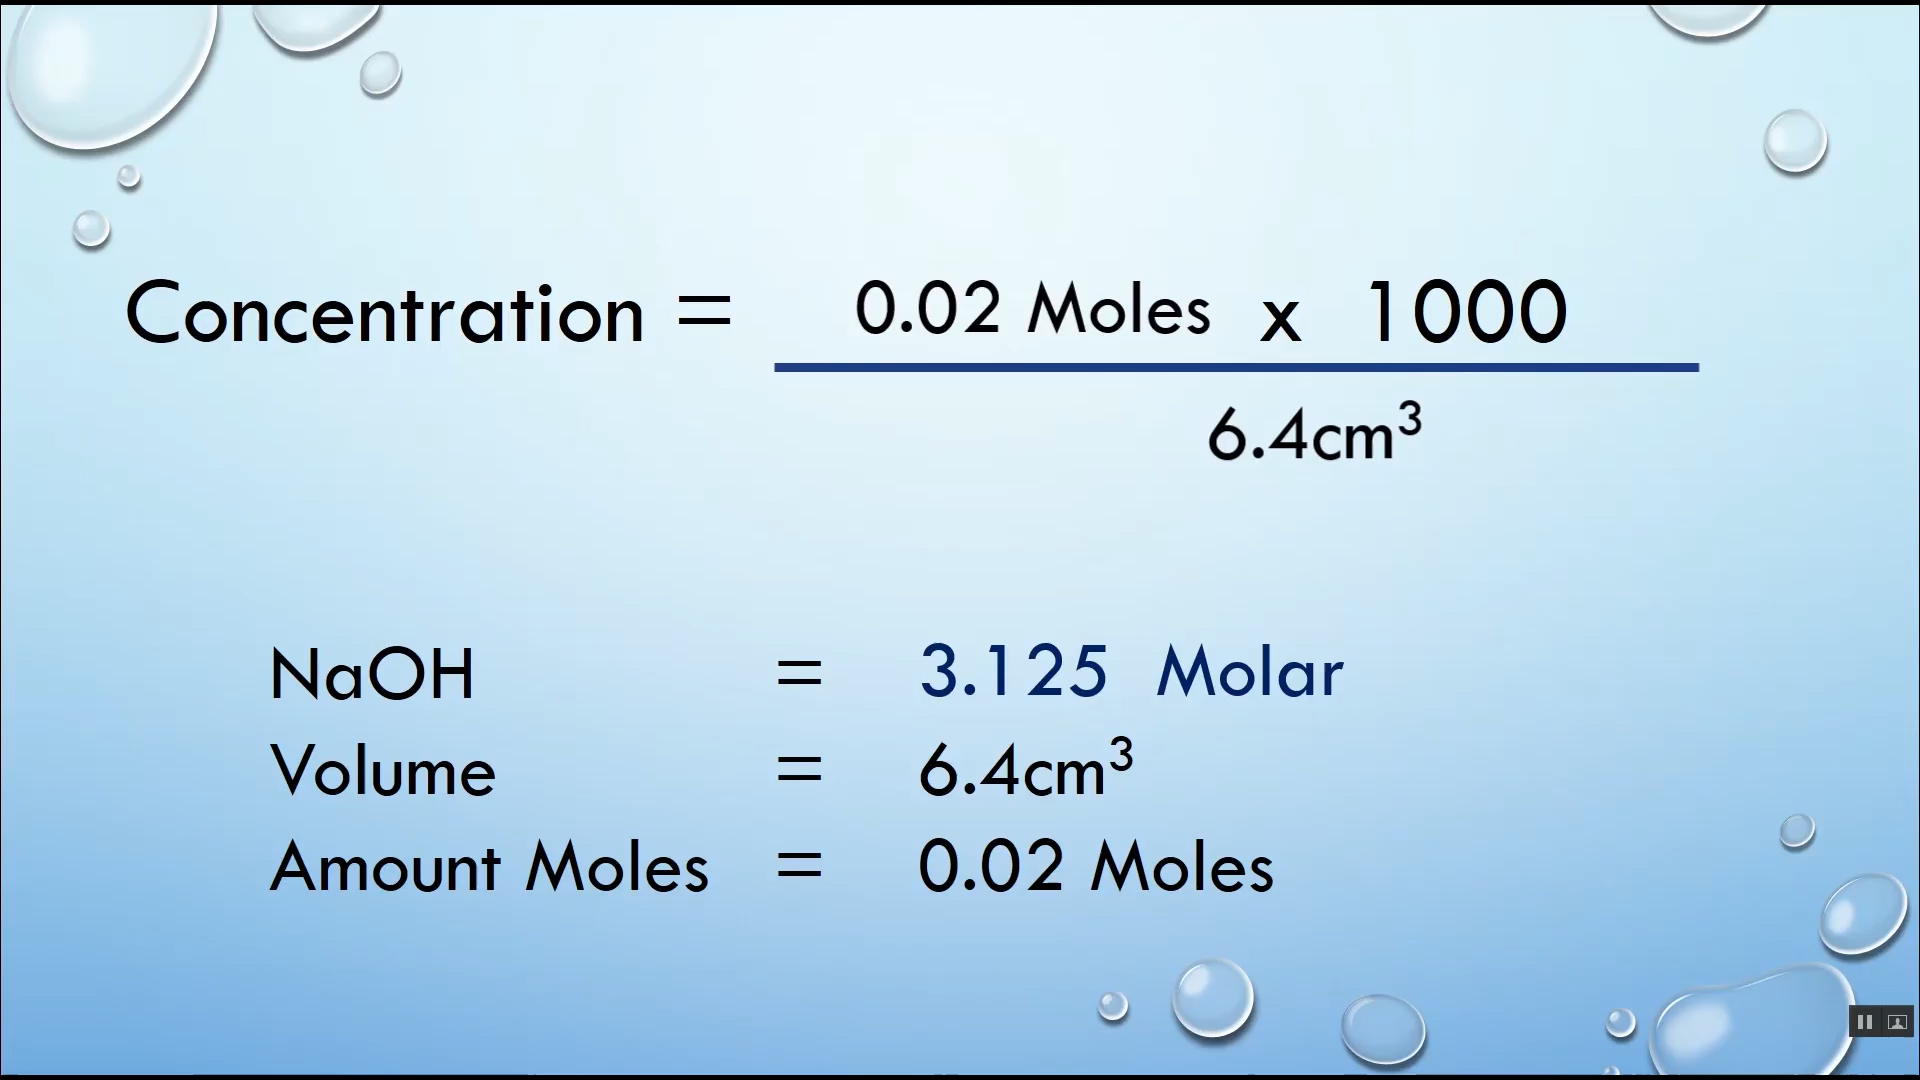 Concentration = 0.02 Moles x 1000
6.4cm³
NaOH = 3.125 Molar
Volume = 6.4cm³
Amount Moles = 0.02 Moles